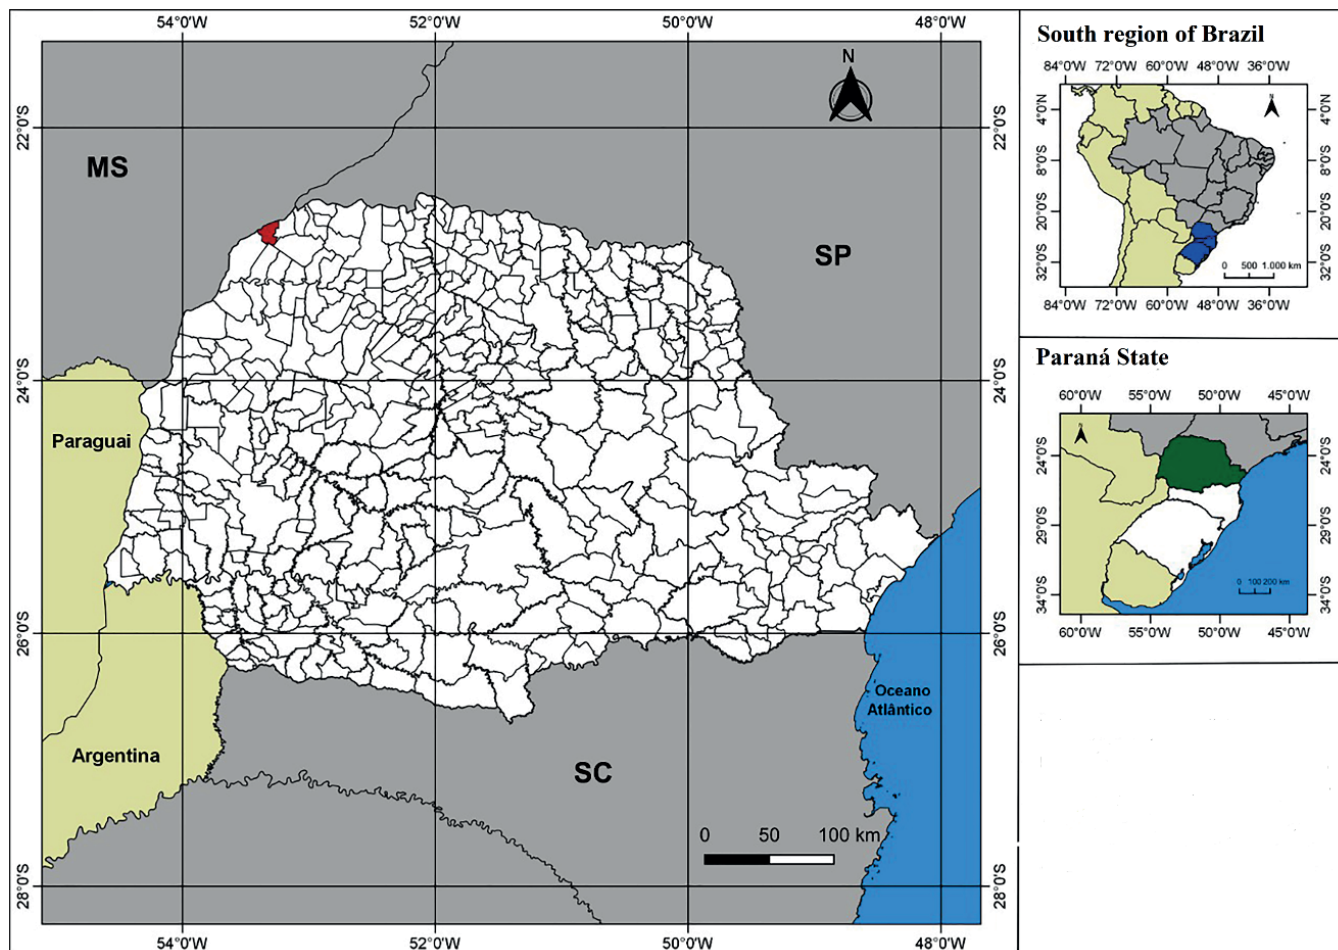 54°0'W 52°0'W 50°0'W 48°0'W
N
22°0'S 22°0'S
MS
SP
24°0'S 24°0'S
Paraguai
26°0'S 26°0'S
Oceano
Atlântico
Argentina
SC
0 50 100 km
28°0'S 28°0'S
54°0'W 52°0'W 50°0'W 48°0'W
South region of Brazil
84°0'W 72°0'W 60°0'W 48°0'W 36°0'W
N
4°0'N 4°0'N
8°0'S 8°0'S
20°0'S 20°0'S
32°0'S 32°0'S
0 500 1.000 km
84°0'W 72°0'W 60°0'W 48°0'W 36°0'W
Paraná State
60°0'W 55°0'W 50°0'W 45°0'W
N
24°0'S 24°0'S
29°0'S 29°0'S
34°0'S 34°0'S
0 100 200 km
60°0'W 55°0'W 50°0'W 45°0'W